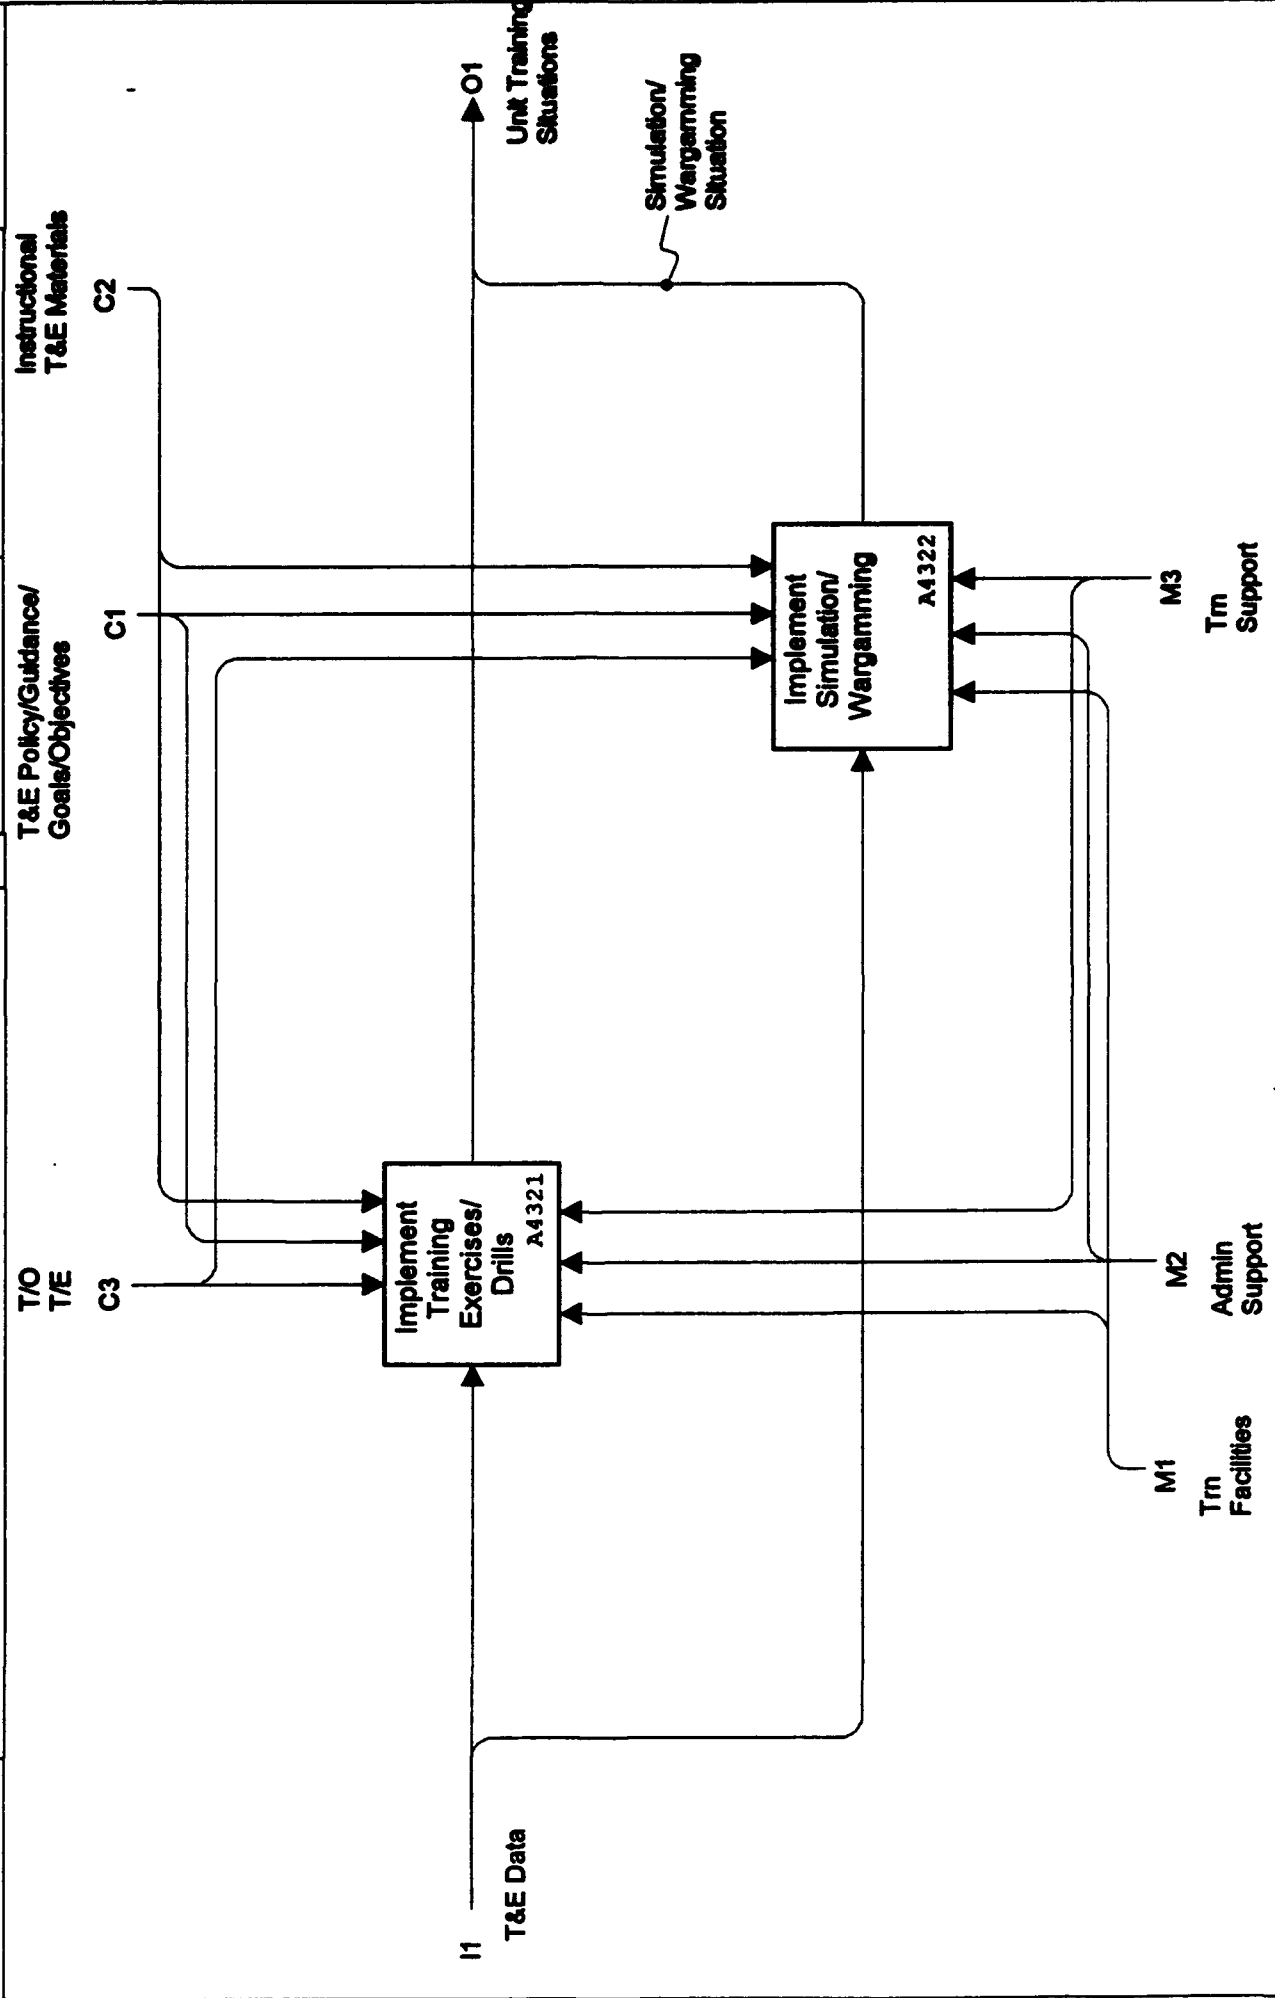 T/O
T/E
C3
T&E Policy/Guidance/
Goals/Objectives
C1
Instructional
T&E Materials
C2
I1
T&E Data
Implement
Training
Exercises/
Drills
A4321
O1
Unit Training
Situations
Simulation/
Wargamming
Situation
Implement
Simulation/
Wargamming
A4322
M1
Trn
Facilities
M2
Admin
Support
M3
Trn
Support